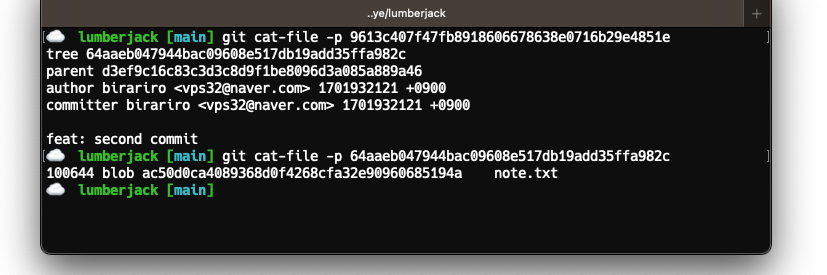 ..ye/lumberjack
lumberjack [main] git cat-file -p 9613c407f47fb8918606678638e0716b29e4851e
tree 64aaeb047944bac09608e517db19add35ffa982c
parent d3ef9c16c83c3d3c8d9f1be8096d3a085a889a46
author birariro <vps32@naver.com> 1701932121 +0900
committer birariro <vps32@naver.com> 1701932121 +0900
feat: second commit
lumberjack [main] git cat-file -p 64aaeb047944bac09608e517db19add35ffa982c
100644 blob ac50d0ca4089368d0f4268cfa32e90960685194a    note.txt
lumberjack [main]